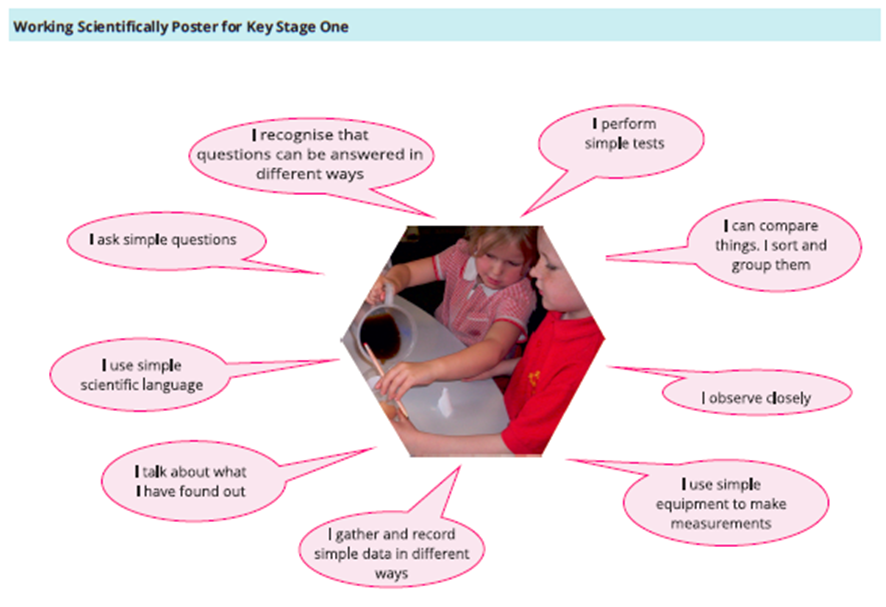 Working Scientifically Poster for Key Stage One
I recognise that
questions can be answered in
different ways
I perform
simple tests
I ask simple questions
I can compare
things. I sort and
group them
I use simple
scientific language
I observe closely
I talk about what
I have found out
I use simple
equipment to make
measurements
I gather and record
simple data in different
ways